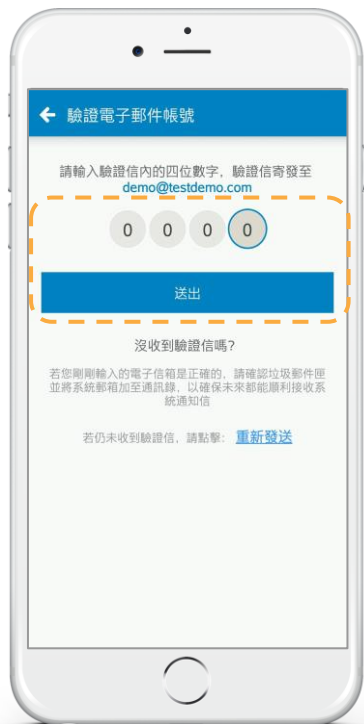 驗證電子郵件帳號
請輸入驗證信內的四位數字，驗證信寄發至
demo@testdemo.com
0 0 0 0
送出
沒收到驗證信嗎?
若您剛剛輸入的電子信箱是正確的，請確認垃圾郵件匣
並將系統郵箱加至通訊錄，以確保未來都能順利接收系
統通知信
若仍未收到驗證信，請點擊： 重新發送